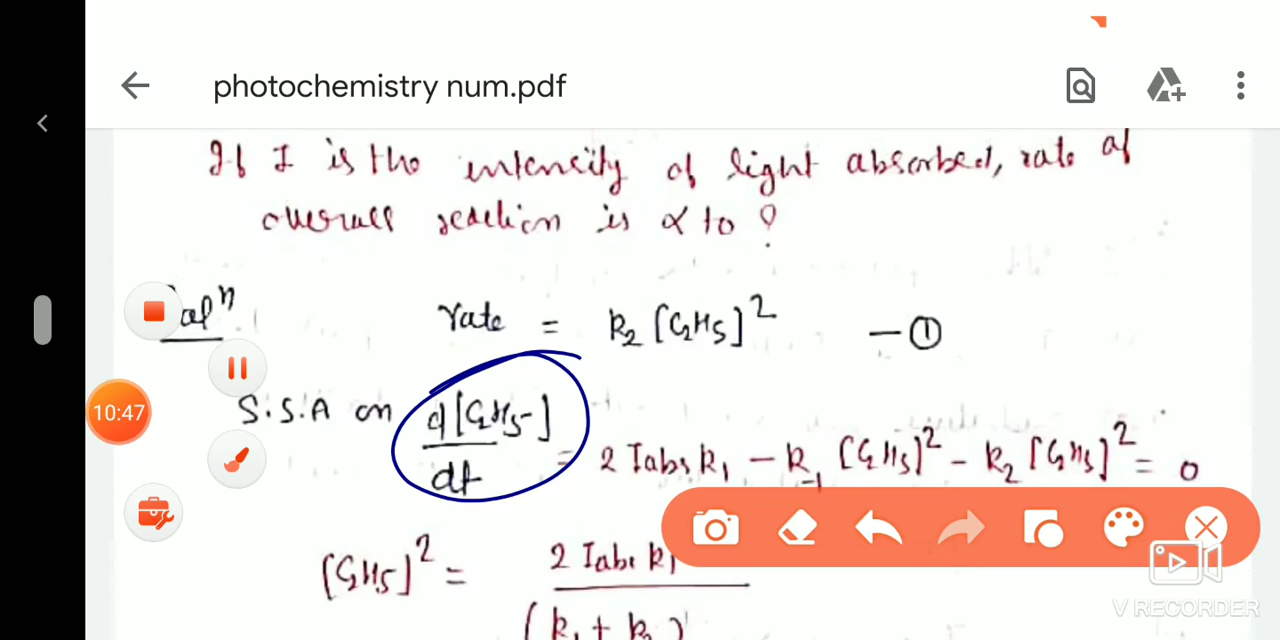 photochemistry num.pdf
If I is the intensity of light absorbed, rate of
overall reaction is ∝ to ?
Solⁿ rate = k₂ [C₂H₅]² — ①
S.S.A on d[C₂H₅]/dt = 2 Iabs k₁ – k₋₁ [C₂H₅]² – k₂ [C₂H₅]² = 0
10:47
[C₂H₅]² = 2 Iabs k₁
(k₋₁ + k₂)
V RECORDER